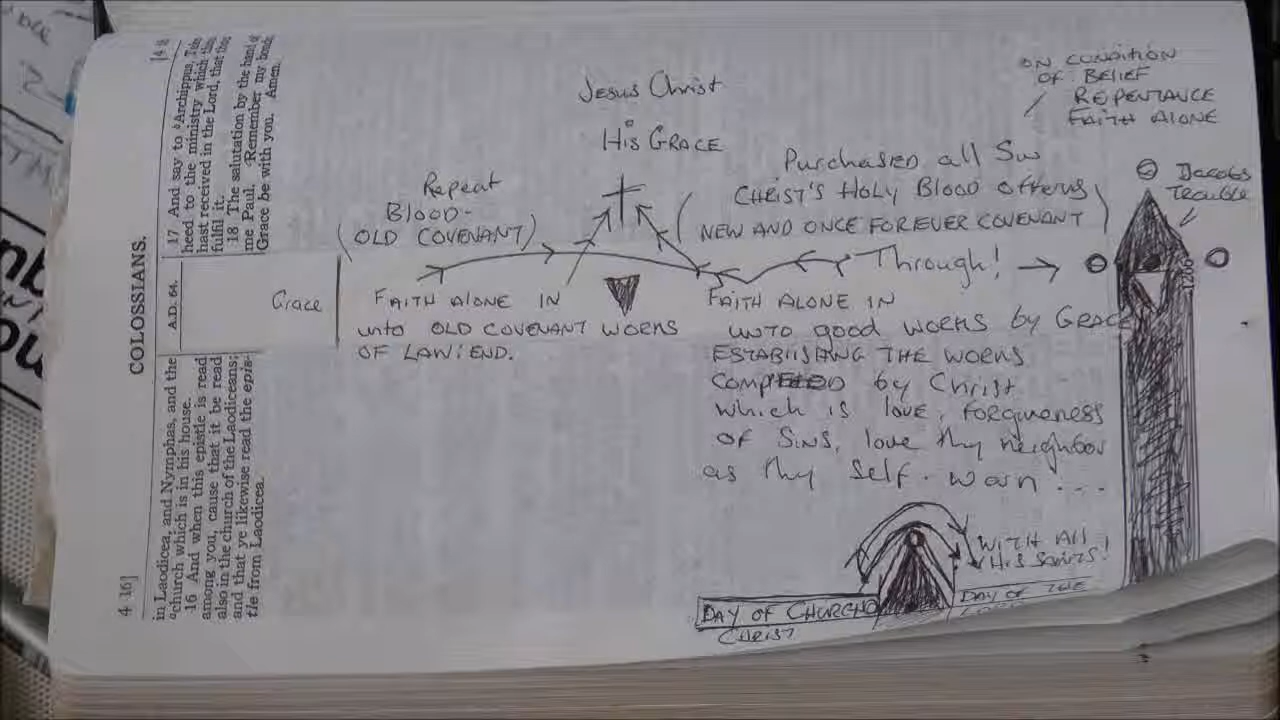 COLOSSIANS.
4 16]
[4 18
in Laodicea, and Nymphas, and the
church which is in his house.
16 And when this epistle is read
among you, cause that it be read
also in the church of the Laodiceans;
and that ye likewise read the epis-
tle from Laodicea.
A.D. 64.
17 And say to Archippus, Take
heed to the ministry which thou
hast received in the Lord, that thou
fulfil it.
18 The salutation by the hand of
me Paul. Remember my bonds.
Grace be with you. Amen.
Grace
Jesus Christ
HIS GRACE
ON CONDITION
OF BELIEF
REPENTANCE
FAITH ALONE
Repeat
BLOOD-
(OLD COVENANT)
Purchased all Sin
CHRIST'S HOLY BLOOD OFFERING
NEW AND ONCE FOREVER COVENANT
Jacobs
Trouble
Through!
1260
FAITH ALONE IN
unto OLD COVENANT WORKS
OF LAW: END.
FAITH ALONE IN
unto good WORKS by GRACE
ESTABLISHING THE WORKS
COMPLETED by Christ
which is love, FORGIVENESS
OF SINS, love thy neighbor
as thy self. Warn ....
WITH ALL
HIS SAINTS!
DAY OF CHURCH
CHRIST
DAY OF THE